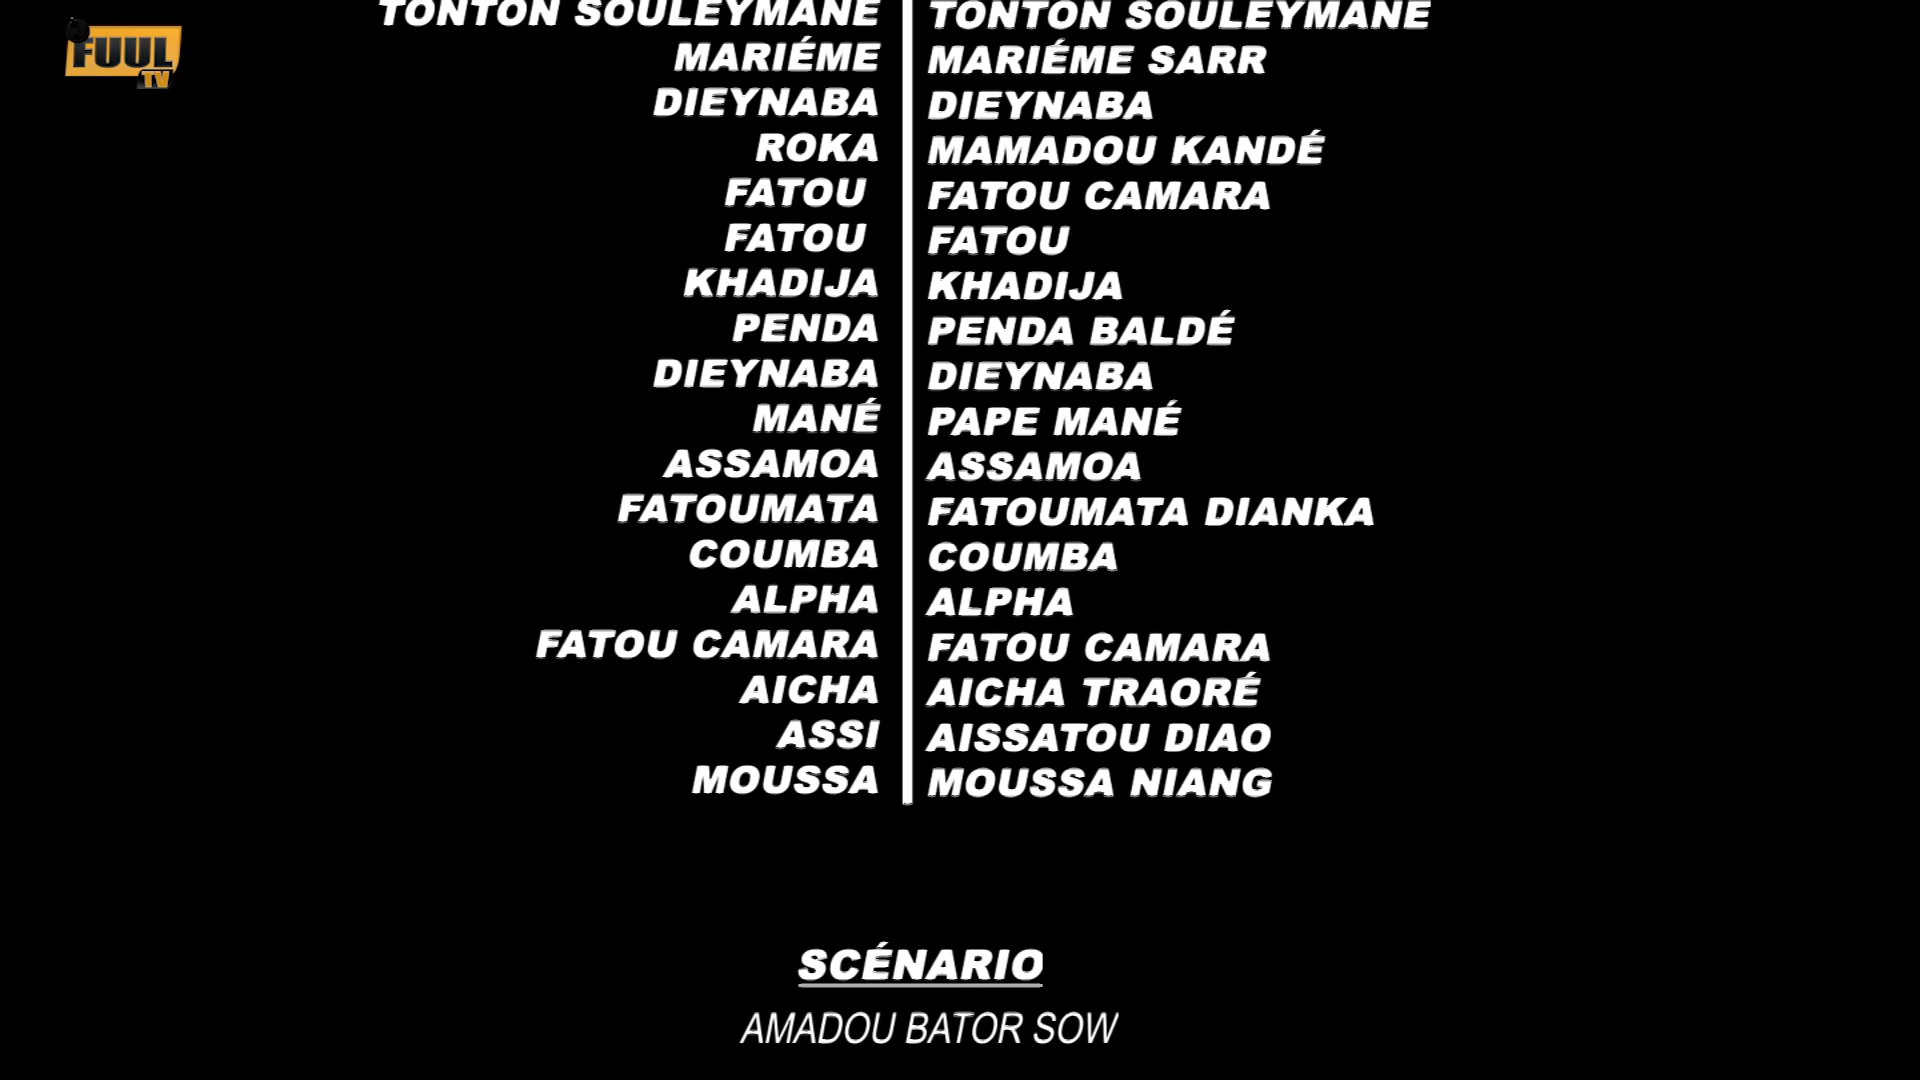 FUUL
TV
TONTON SOULEYMANE TONTON SOULEYMANE
MARIÉME MARIÉME SARR
DIEYNABA DIEYNABA
ROKA MAMADOU KANDÉ
FATOU FATOU CAMARA
FATOU FATOU
KHADIJA KHADIJA
PENDA PENDA BALDÉ
DIEYNABA DIEYNABA
MANÉ PAPE MANÉ
ASSAMOA ASSAMOA
FATOUMATA FATOUMATA DIANKA
COUMBA COUMBA
ALPHA ALPHA
FATOU CAMARA FATOU CAMARA
AICHA AICHA TRAORÉ
ASSI AISSATOU DIAO
MOUSSA MOUSSA NIANG
SCÉNARIO
AMADOU BATOR SOW